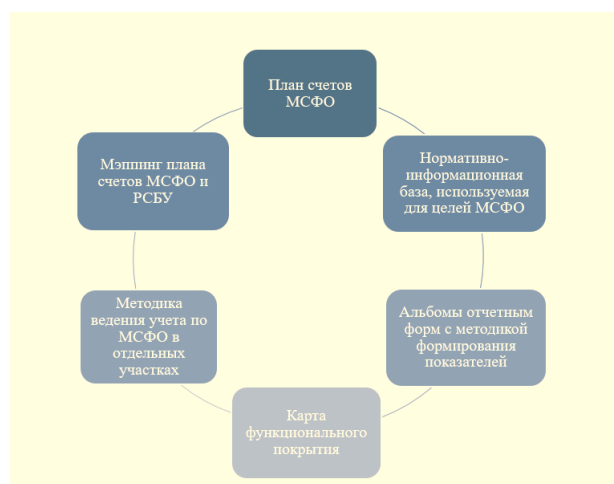 План счетов
МСФО
Нормативно-
информационная
база, используемая
для целей МСФО
Альбомы отчетным
форм с методикой
формирования
показателей
Карта
функционального
покрытия
Методика
ведения учета по
МСФО в
отдельных
участках
Мэппинг плана
счетов МСФО и
РСБУ